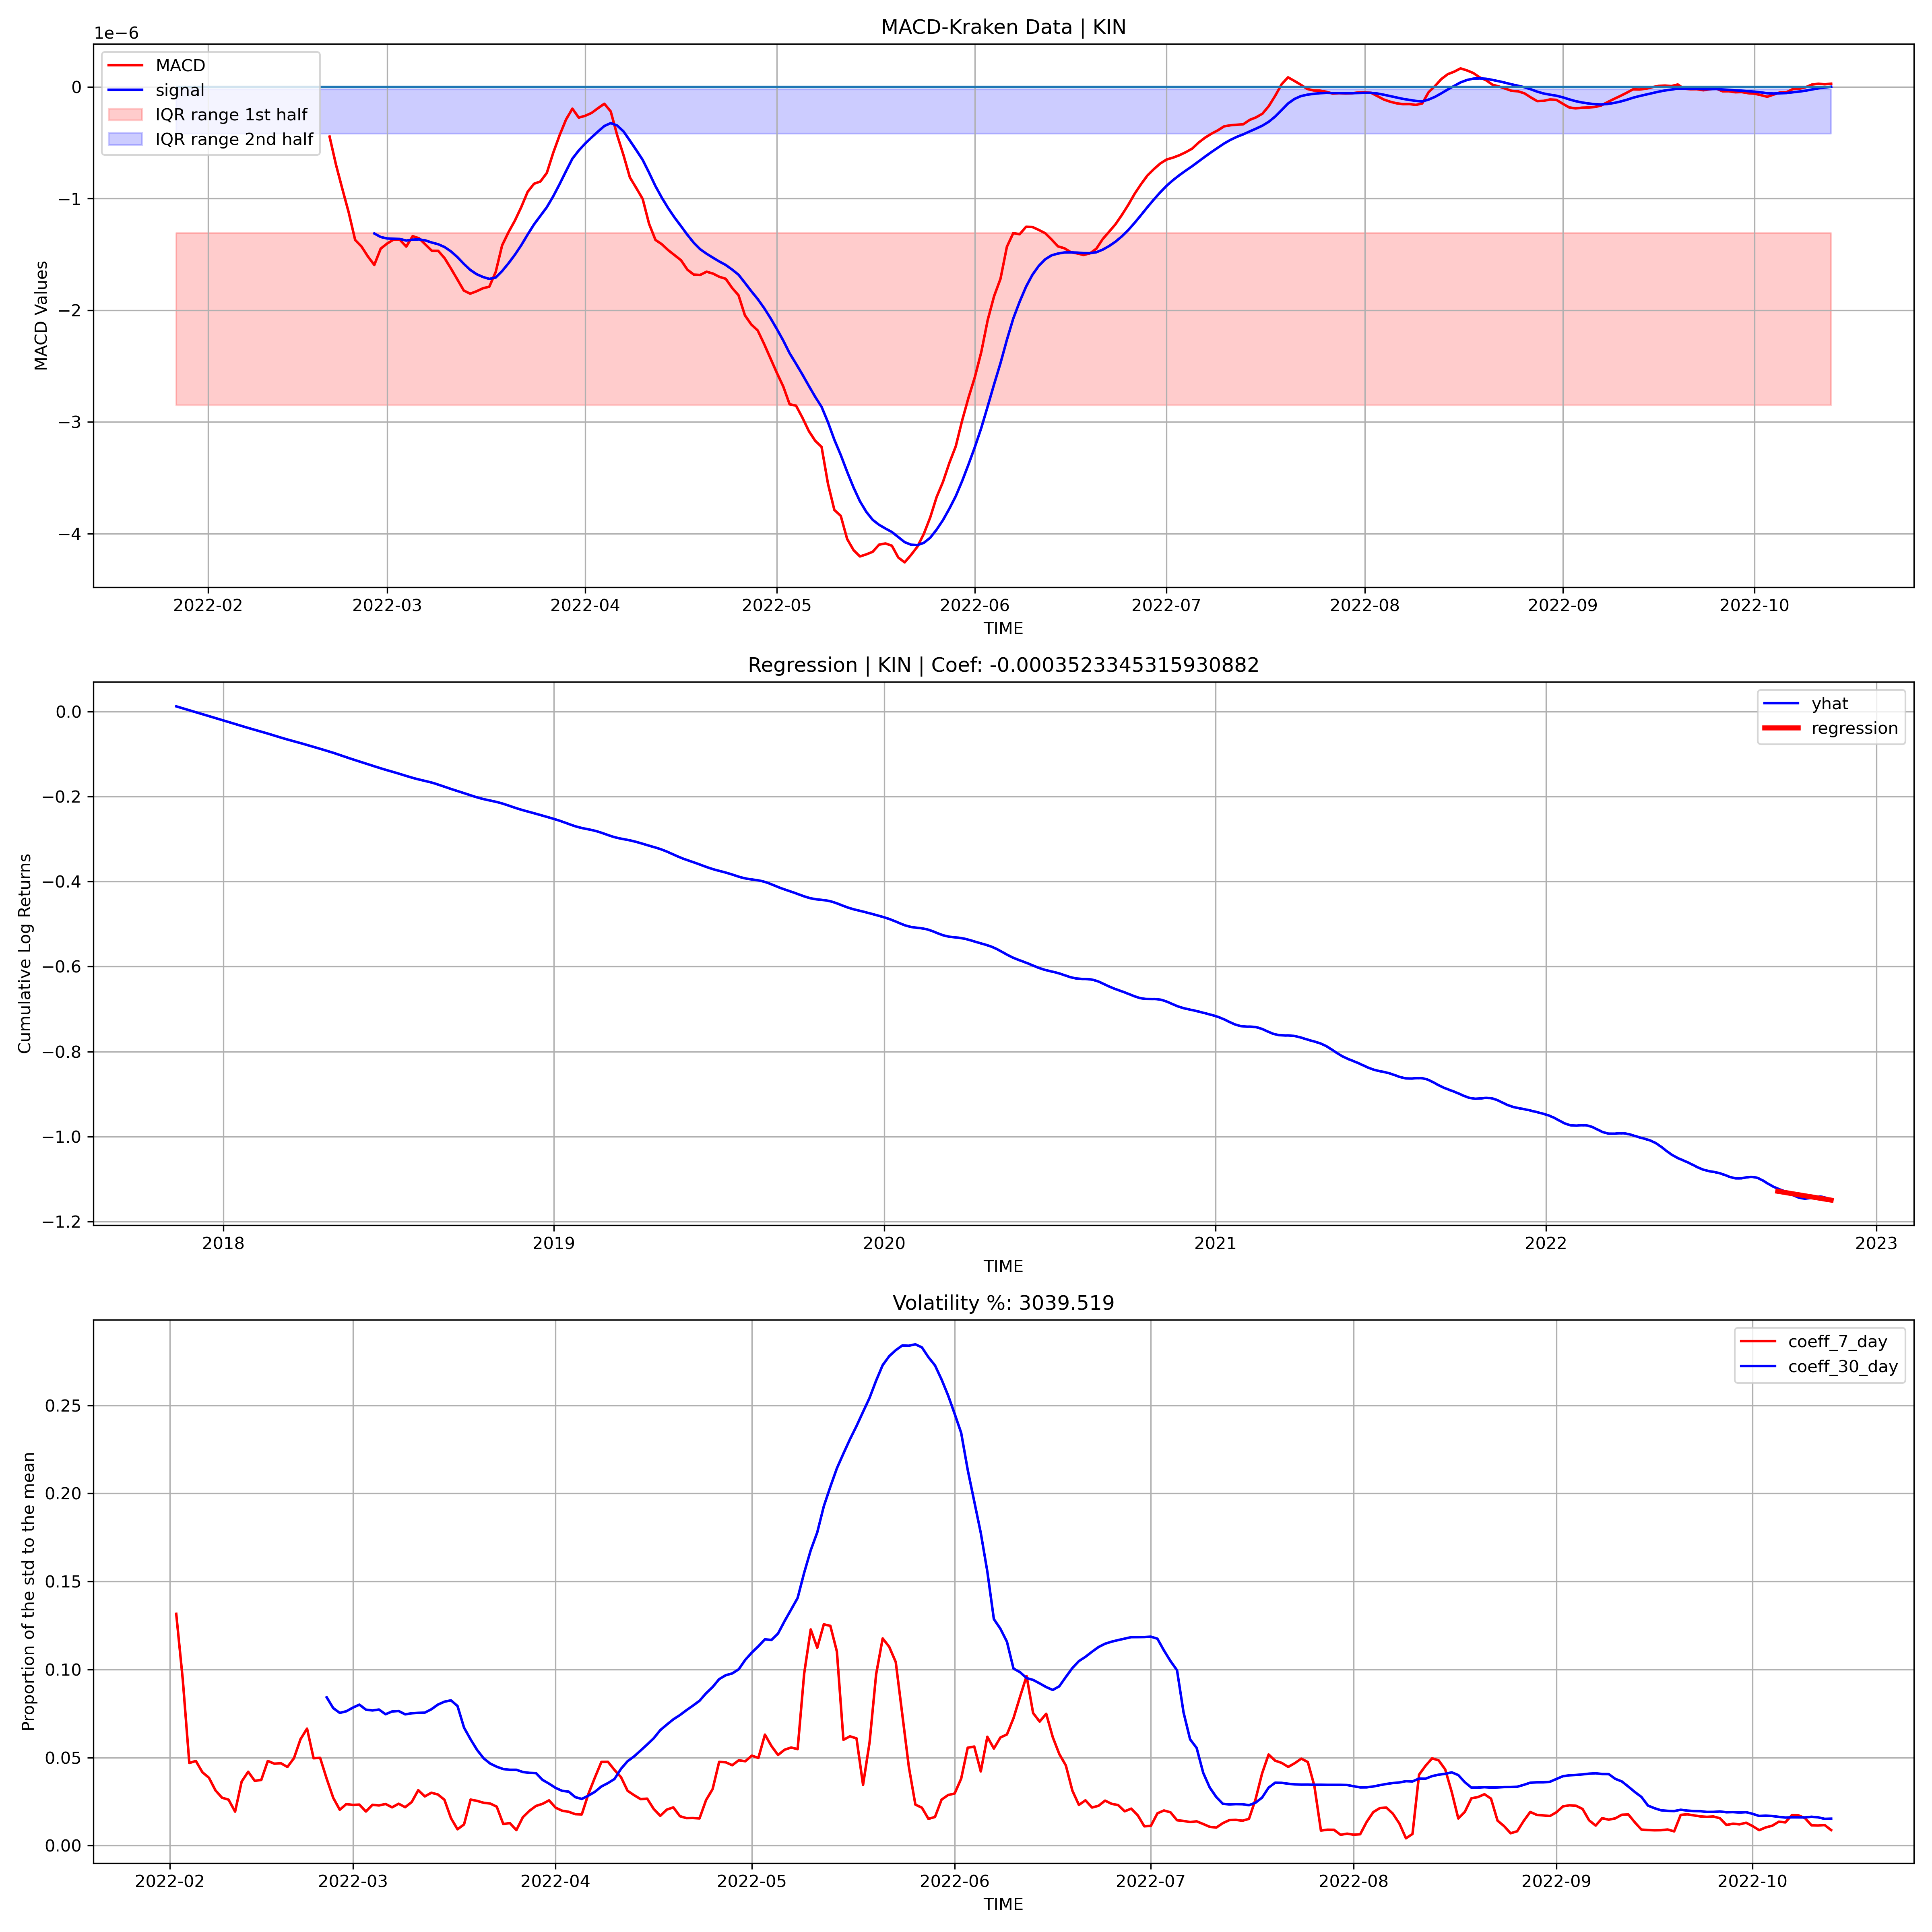 MACD-Kraken Data | KIN
1e−6
MACD
signal
IQR range 1st half
IQR range 2nd half
0
−1
−2
−3
−4
MACD Values
2022-02 2022-03 2022-04 2022-05 2022-06 2022-07 2022-08 2022-09 2022-10
TIME
Regression | KIN | Coef: -0.0003523345315930882
yhat
regression
0.0
−0.2
−0.4
−0.6
−0.8
−1.0
−1.2
Cumulative Log Returns
2018 2019 2020 2021 2022 2023
TIME
Volatility %: 3039.519
coeff_7_day
coeff_30_day
0.25
0.20
0.15
0.10
0.05
0.00
Proportion of the std to the mean
2022-02 2022-03 2022-04 2022-05 2022-06 2022-07 2022-08 2022-09 2022-10
TIME